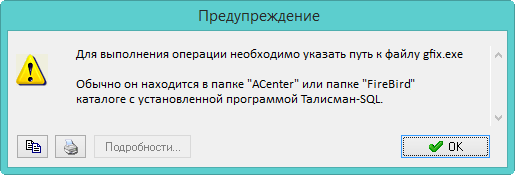 Предупреждение
Для выполнения операции необходимо указать путь к файлу gfix.exe
Обычно он находится в папке "ACenter" или папке "FireBird"
каталоге с установленной программой Талисман-SQL.
Подробности...
OK